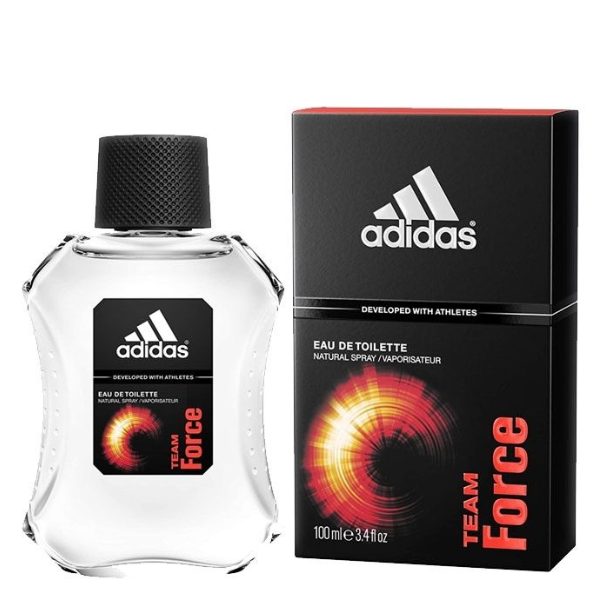 adidas
DEVELOPED WITH ATHLETES
EAU DE TOILETTE
NATURAL SPRAY / VAPORISATEUR
TEAM
Force
adidas®
DEVELOPED WITH ATHLETES
EAU DE TOILETTE
NATURAL SPRAY / VAPORISATEUR
TEAM
Force
100 ml e 3.4 fl oz